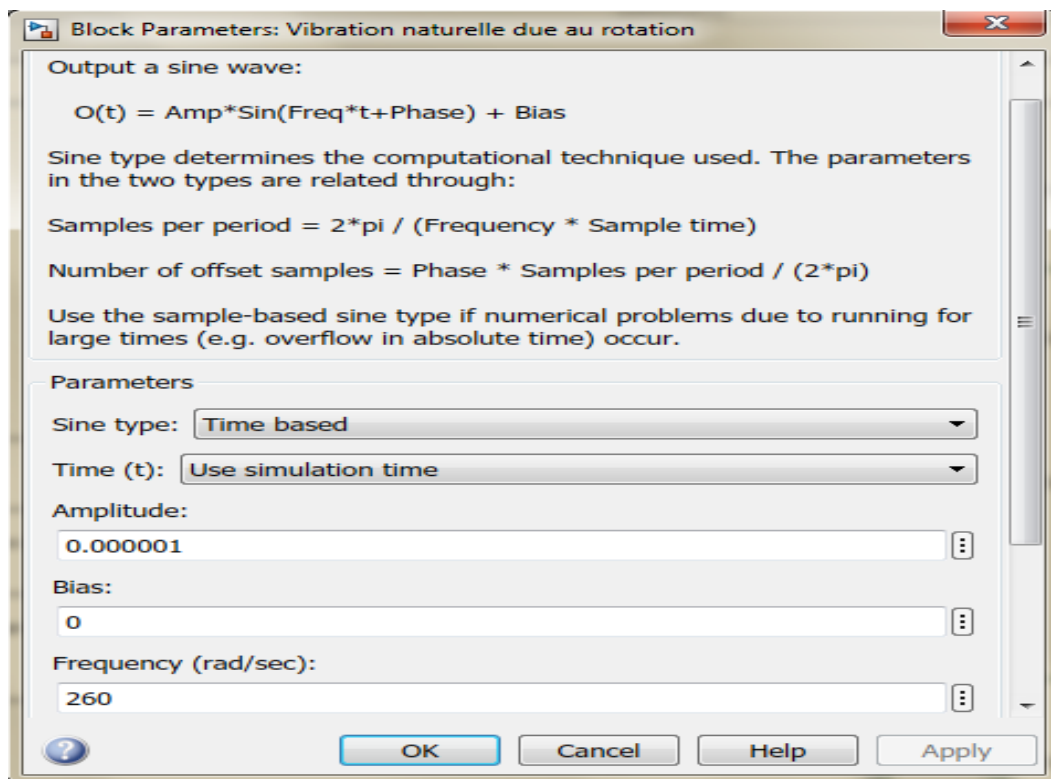 Block Parameters: Vibration naturelle due au rotation
Output a sine wave:
O(t) = Amp*Sin(Freq*t+Phase) + Bias
Sine type determines the computational technique used. The parameters
in the two types are related through:
Samples per period = 2*pi / (Frequency * Sample time)
Number of offset samples = Phase * Samples per period / (2*pi)
Use the sample-based sine type if numerical problems due to running for
large times (e.g. overflow in absolute time) occur.
Parameters
Sine type: Time based
Time (t): Use simulation time
Amplitude:
0.000001
Bias:
0
Frequency (rad/sec):
260
OK Cancel Help Apply